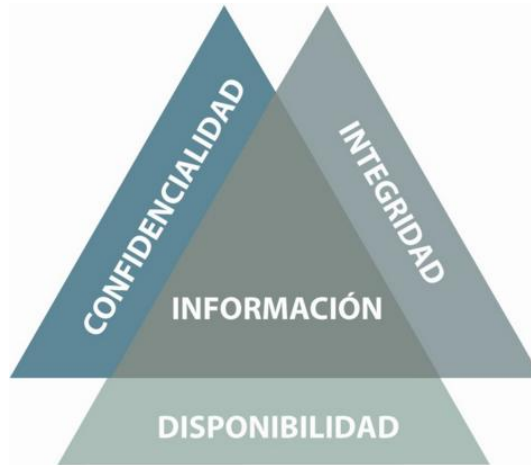 CONFIDENCIALIDAD
INTEGRIDAD
INFORMACIÓN
DISPONIBILIDAD